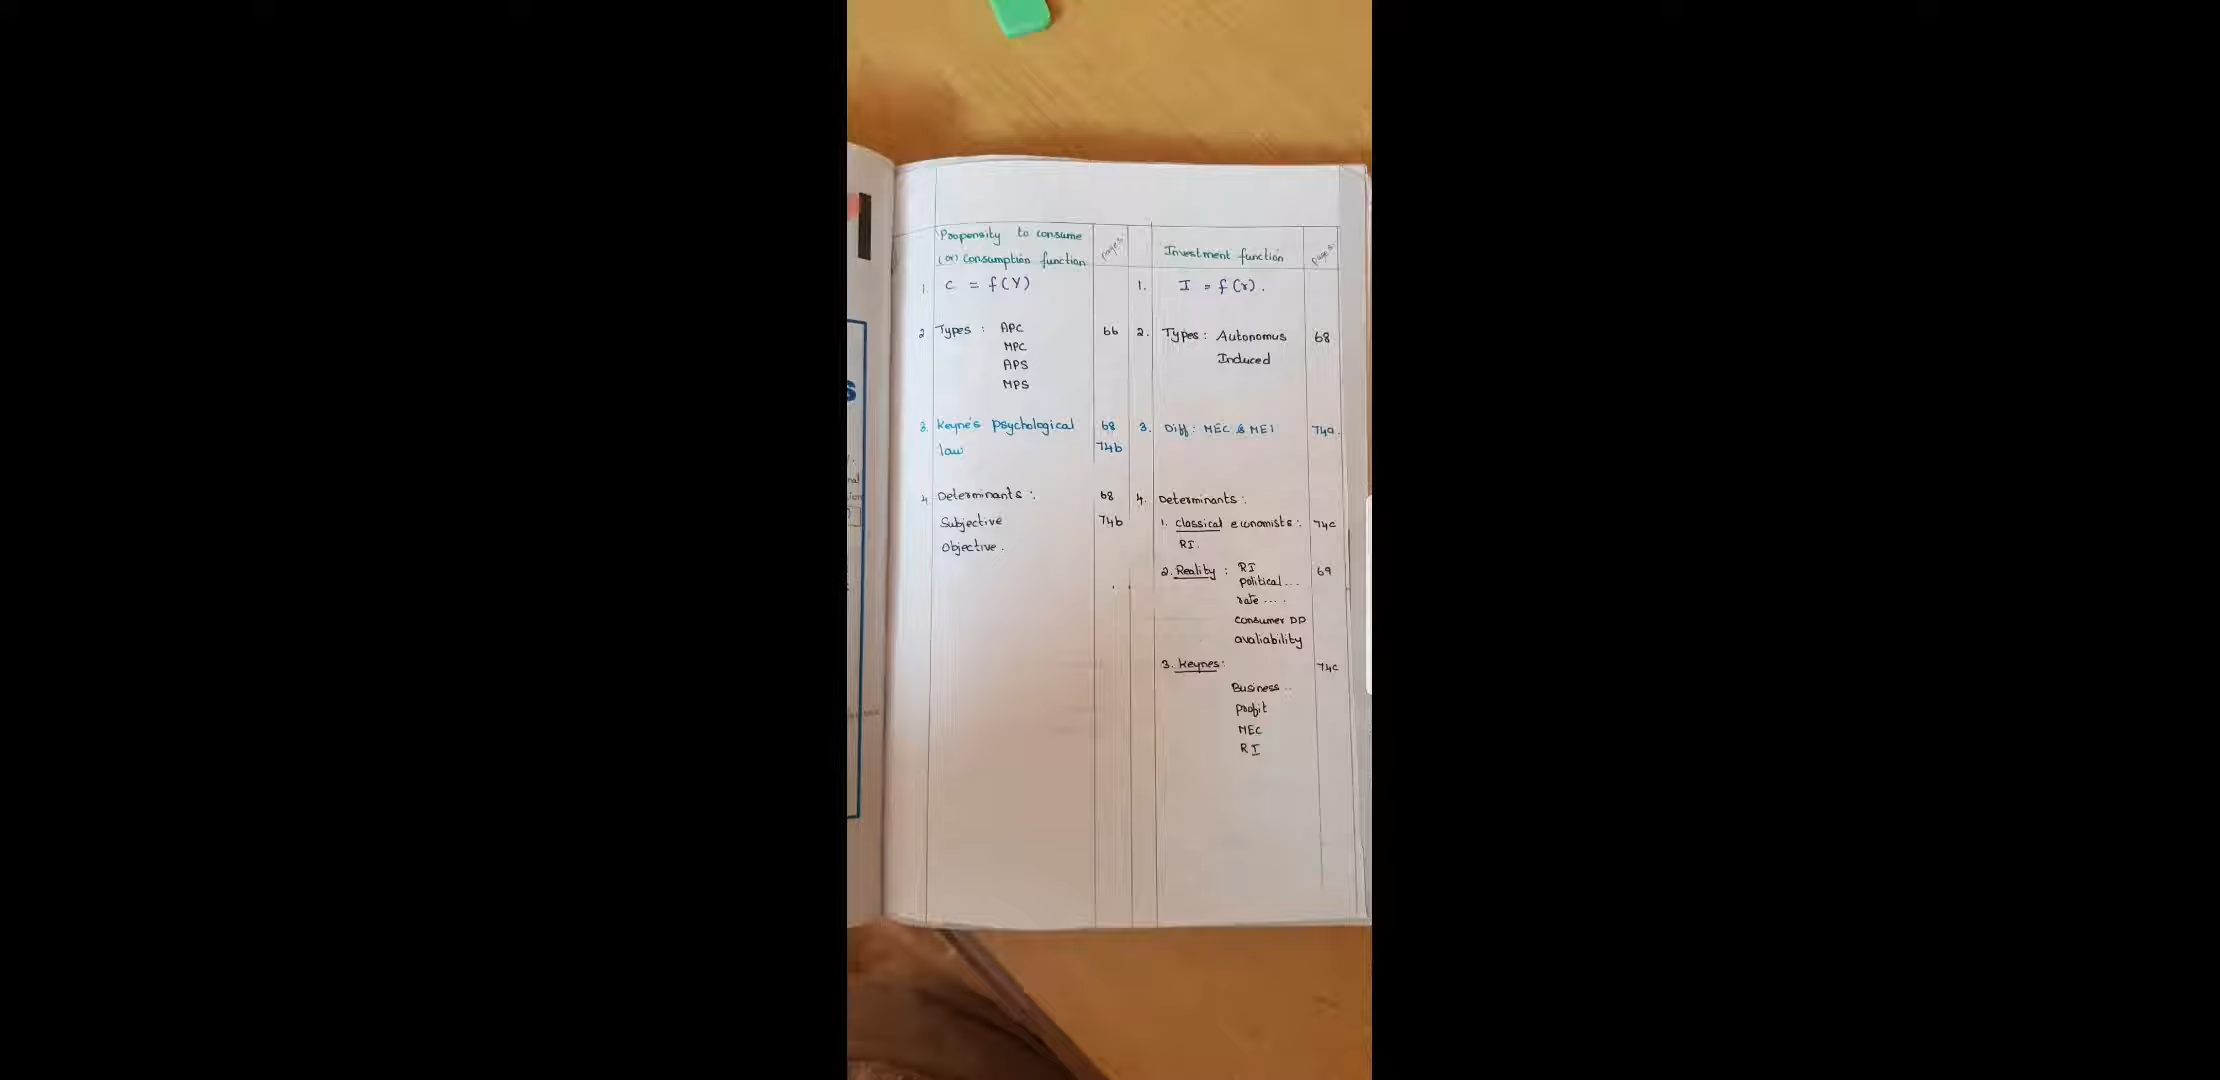 Propensity to consume
(or) Consumption function
pages
Investment function
pages
1. C = f(Y)
1. I = f(r).
2 Types : APC 66
MPC
APS
MPS
2. Types : Autonomus 68
Induced
3. Keyne's psychological 68
law 74b
3. Diff : MEC & MEI 74a.
4. Determinants : 68
Subjective 74b
Objective.
4. Determinants :
1. classical economists : 74c
RI.
2. Reality : RI 69
political...
rate ....
consumer DD
avaliability
3. Keynes : 74c
Business ..
profit
MEC
RI
S
nal